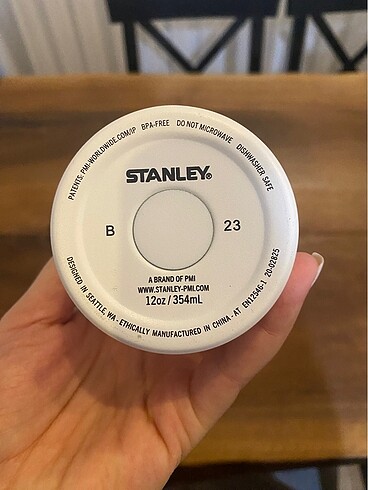 PATENTS: PMI-WORLDWIDE.COM/IP BPA-FREE DO NOT MICROWAVE DISHWASHER SAFE
STANLEY®
B 23
A BRAND OF PMI
WWW.STANLEY-PMI.COM
12oz / 354mL
DESIGNED IN SEATTLE, WA - ETHICALLY MANUFACTURED IN CHINA - AT EN12546-1 20-02825